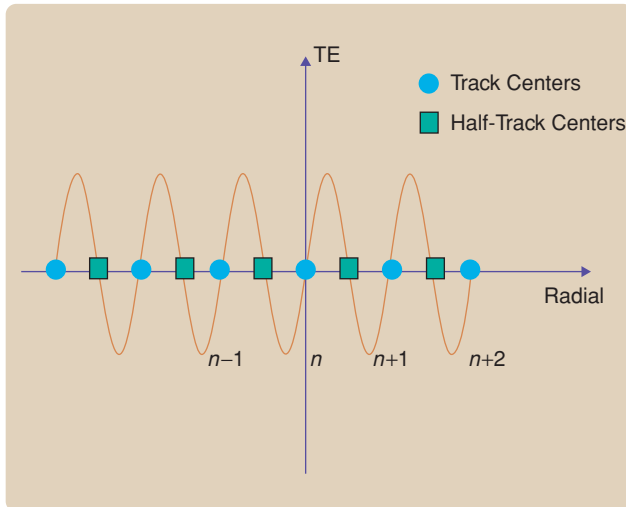 TE
Track Centers
Half-Track Centers
Radial
n−1
n
n+1
n+2